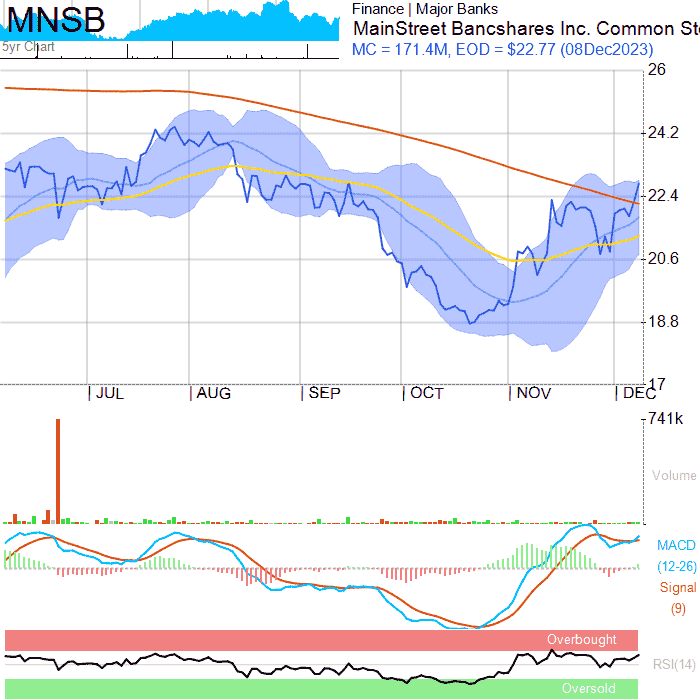 MNSB
5yr Chart
Finance | Major Banks
MainStreet Bancshares Inc. Common Sto
MC = 171.4M, EOD = $22.77 (08Dec2023)
26
24.2
22.4
20.6
18.8
17
JUL AUG SEP OCT NOV DEC
741k
Volume
MACD
(12-26)
Signal
(9)
Overbought
RSI(14)
Oversold